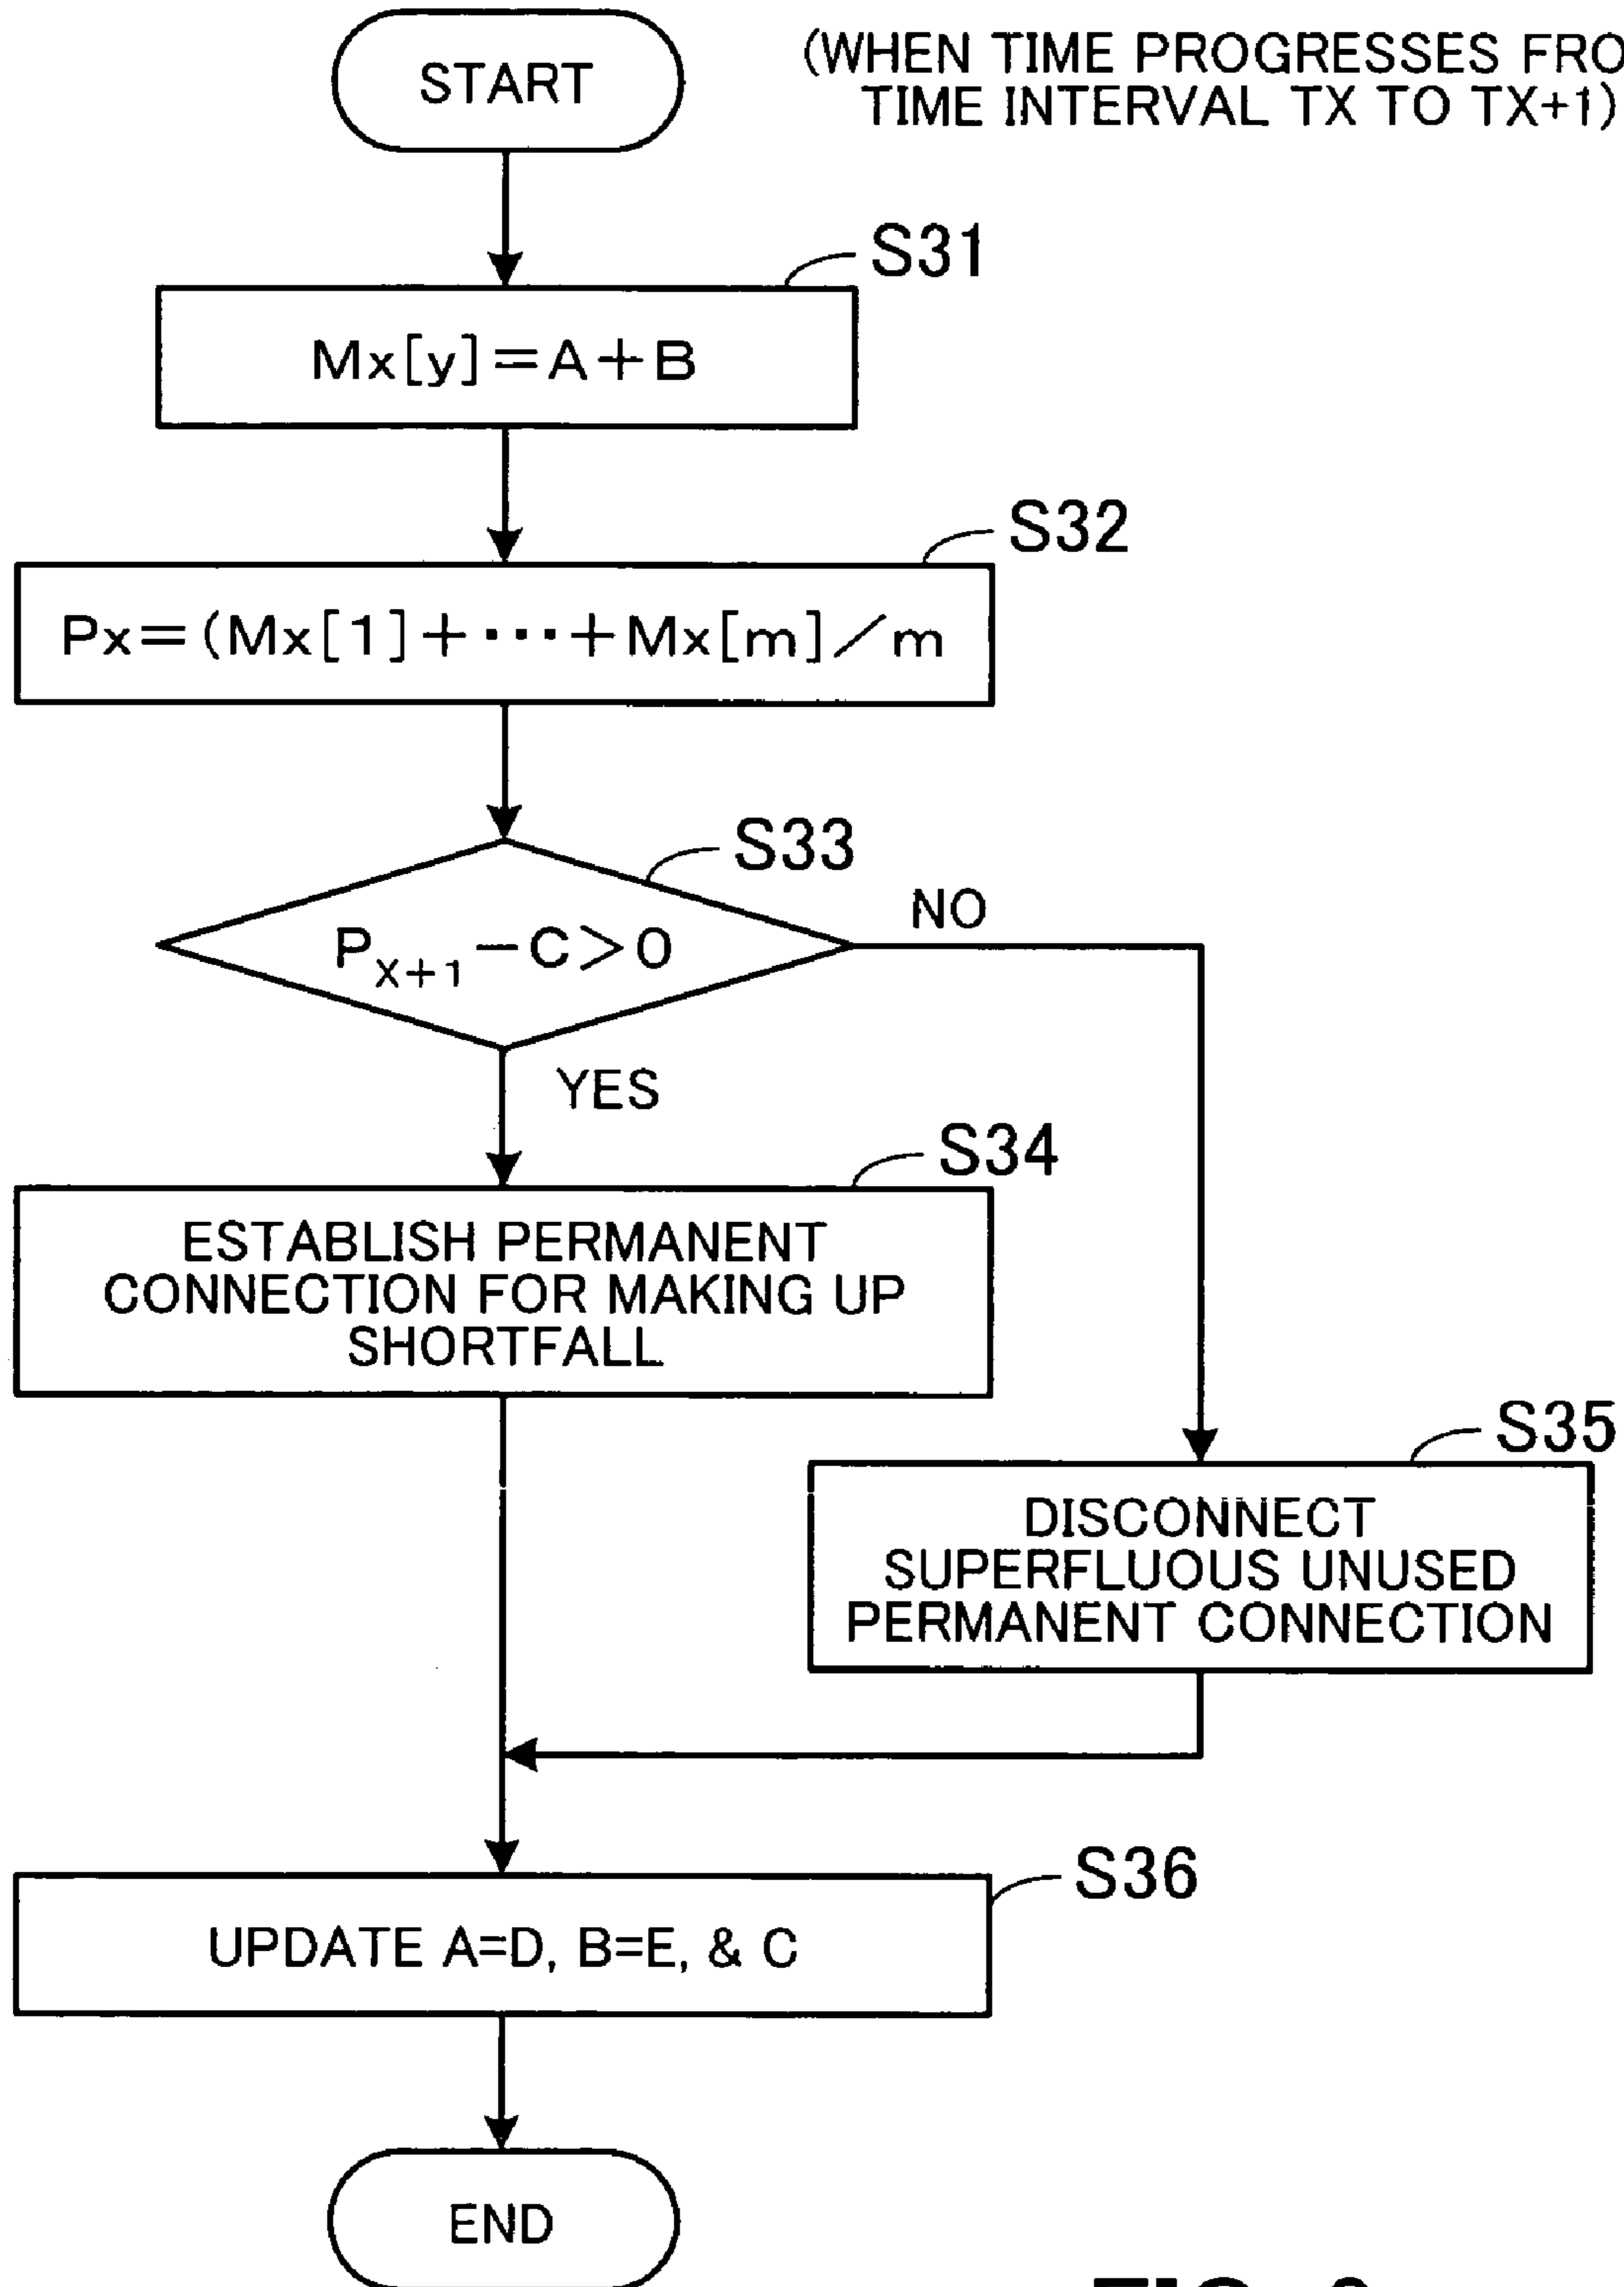 START
(WHEN TIME PROGRESSES
TIME INTERVAL TX TO TX+1)
S31
Mx[y]=A+B
S32
Px=(Mx[1]+···+Mx[m]/m
S33
Px+1-C>0
NO
YES
S34
ESTABLISH PERMANENT
CONNECTION FOR MAKING UP
SHORTFALL
S35
DISCONNECT
SUPERFLUOUS UNUSED
PERMANENT CONNECTION
S36
UPDATE A=D, B=E, & C
END